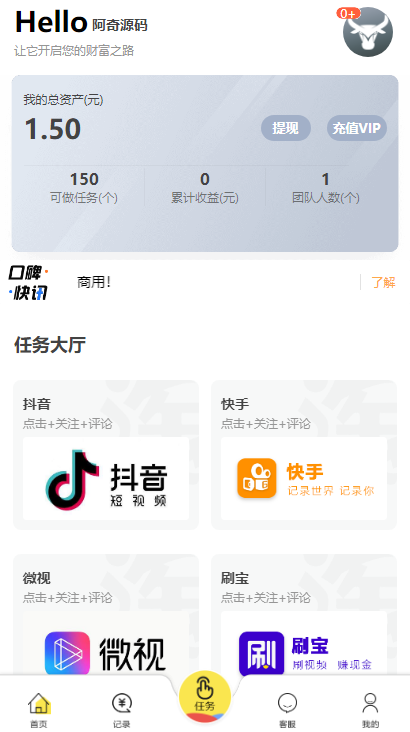 Hello 阿奇源码
0+
让它开启您的财富之路
我的总资产(元)
1.50
提现 充值VIP
150 0 1
可做任务(个) 累计收益(元) 团队人数(个)
口碑
快讯
商用!
了解
任务大厅
抖音 快手
点击+关注+评论 点击+关注+评论
抖音
短视频
快手
记录世界 记录你
微视 刷宝
点击+关注+评论 点击+关注+评论
微视
刷
刷宝
刷视频 赚现金
首页 记录 任务 客服 我的